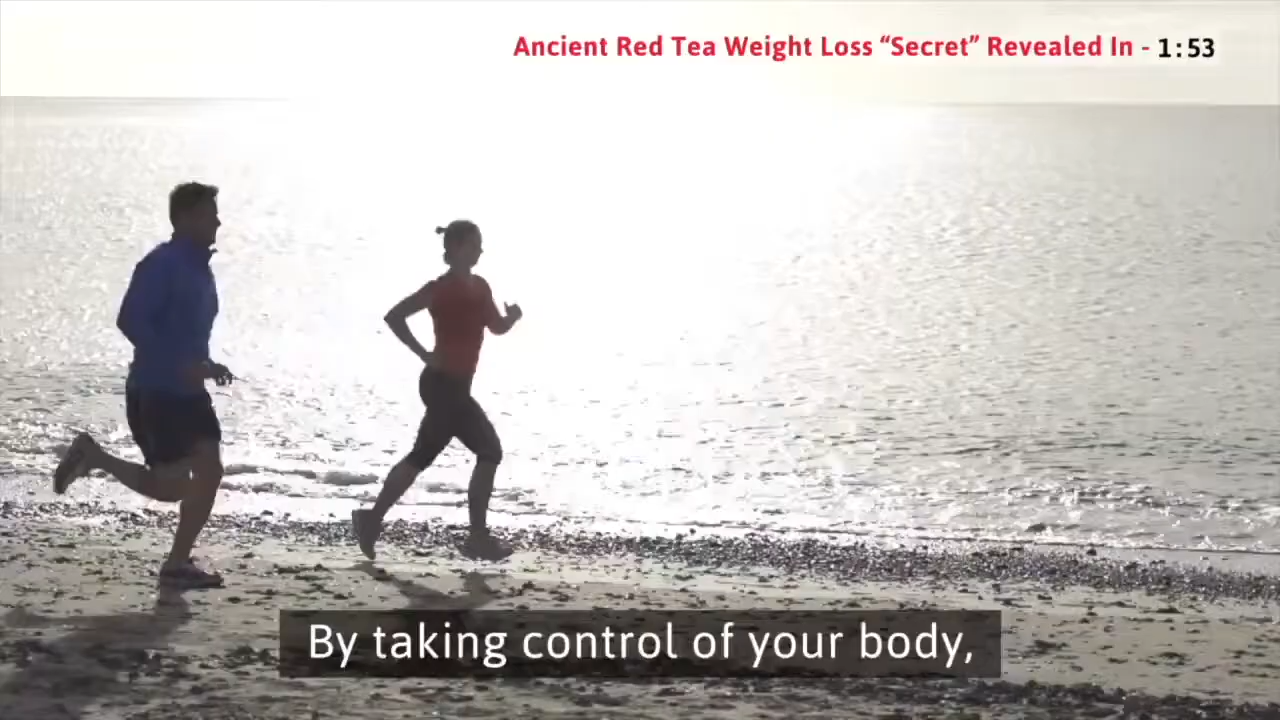 Ancient Red Tea Weight Loss “Secret” Revealed In - 1:53
By taking control of your body,